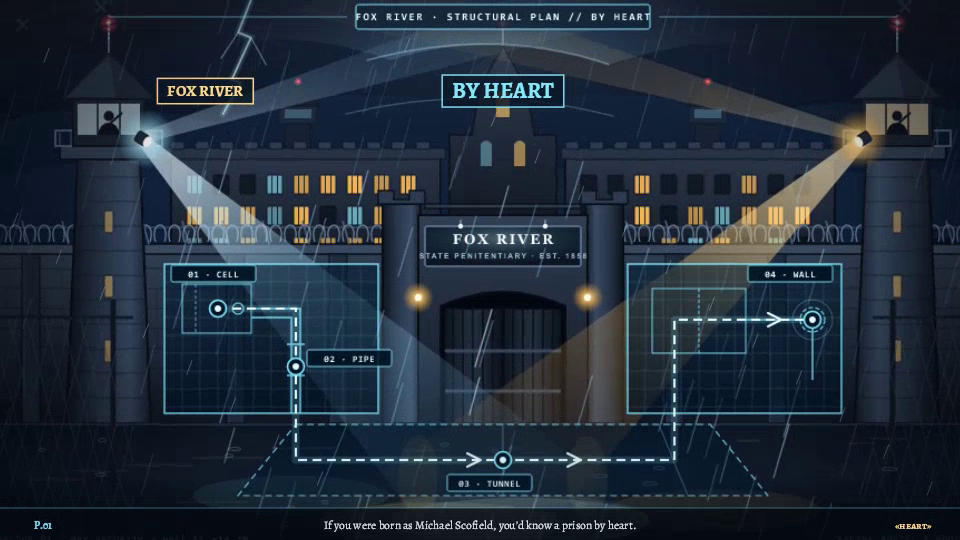 FOX RIVER · STRUCTURAL PLAN // BY HEART
FOX RIVER
BY HEART
FOX RIVER
STATE PENITENTIARY · EST. 1858
01 · CELL
04 · WALL
02 · PIPE
03 · TUNNEL
P.01
If you were born as Michael Scofield, you'd know a prison by heart.
«HEART»